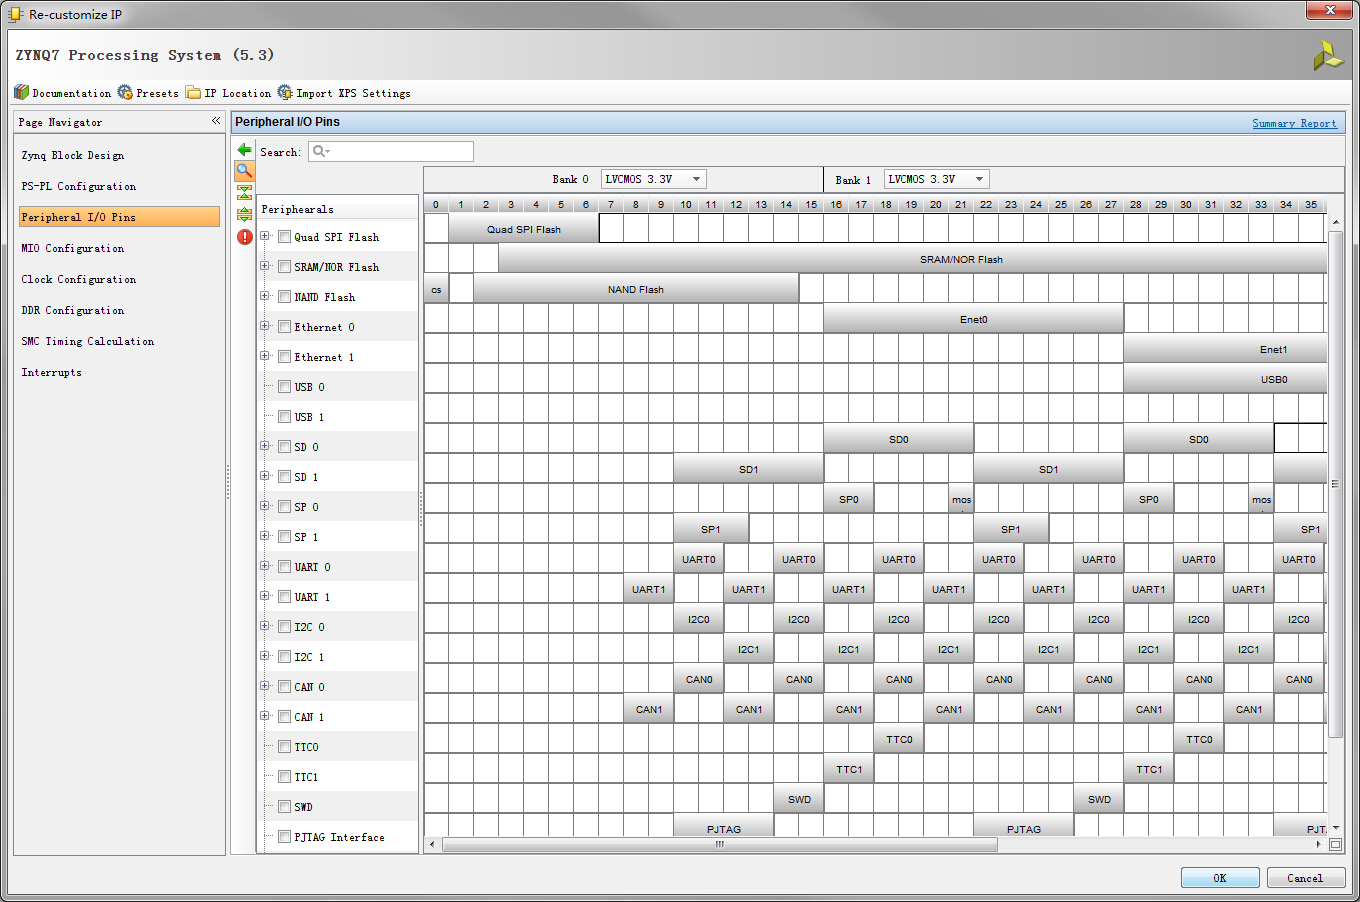 Re-customize IP
ZYNQ7 Processing System (5.3)
Documentation Presets IP Location Import XPS Settings
Page Navigator
Zynq Block Design
PS-PL Configuration
Peripheral I/O Pins
MIO Configuration
Clock Configuration
DDR Configuration
SMC Timing Calculation
Interrupts
Peripheral I/O Pins Summary Report
Search:
Bank 0 LVCMOS 3.3V Bank 1 LVCMOS 3.3V
0 1 2 3 4 5 6 7 8 9 10 11 12 13 14 15 16 17 18 19 20 21 22 23 24 25 26 27 28 29 30 31 32 33 34 35
Periphearals
Quad SPI Flash Quad SPI Flash
SRAM/NOR Flash SRAM/NOR Flash
NAND Flash cs NAND Flash
Ethernet 0 Enet0
Ethernet 1 Enet1
USB 0 USB0
USB 1
SD 0 SD0 SD0
SD 1 SD1 SD1
SP 0 SP0 mos SP0 mos
SP 1 SP1 SP1 SP1
UART 0 UART0 UART0 UART0 UART0 UART0 UART0 UART0
UART 1 UART1 UART1 UART1 UART1 UART1 UART1 UART1
I2C 0 I2C0 I2C0 I2C0 I2C0 I2C0 I2C0 I2C0
I2C 1 I2C1 I2C1 I2C1 I2C1 I2C1 I2C1
CAN 0 CAN0 CAN0 CAN0 CAN0 CAN0 CAN0 CAN0
CAN 1 CAN1 CAN1 CAN1 CAN1 CAN1 CAN1 CAN1
TTC0 TTC0 TTC0
TTC1 TTC1 TTC1
SWD SWD SWD
PJTAG Interface PJTAG PJTAG PJT
OK Cancel